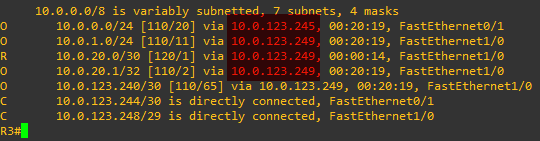 10.0.0.0/8 is variably subnetted, 7 subnets, 4 masks
O 10.0.0.0/24 [110/20] via 10.0.123.245, 00:20:19, FastEthernet0/1
O 10.0.1.0/24 [110/11] via 10.0.123.249, 00:20:19, FastEthernet1/0
R 10.0.20.0/30 [120/1] via 10.0.123.249, 00:00:14, FastEthernet1/0
O 10.0.20.1/32 [110/2] via 10.0.123.249, 00:20:19, FastEthernet1/0
O 10.0.123.240/30 [110/65] via 10.0.123.249, 00:20:19, FastEthernet1/0
C 10.0.123.244/30 is directly connected, FastEthernet0/1
C 10.0.123.248/29 is directly connected, FastEthernet1/0
R3#